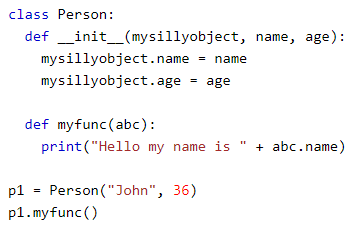 class Person:
  def __init__(mysillyobject, name, age):
    mysillyobject.name = name
    mysillyobject.age = age

  def myfunc(abc):
    print("Hello my name is " + abc.name)

p1 = Person("John", 36)
p1.myfunc()